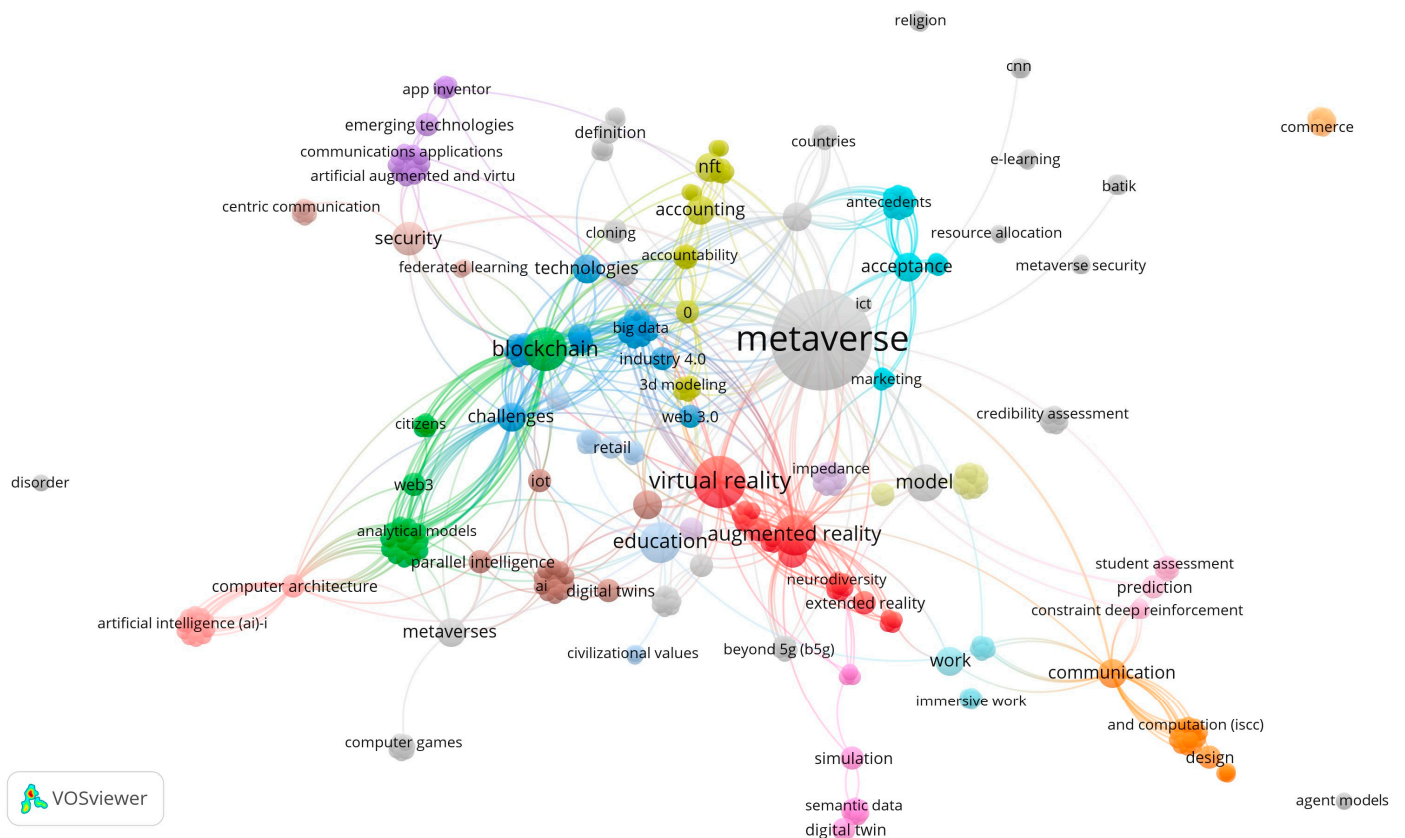 religion
cnn
app inventor
commerce
emerging technologies
definition
countries
communications applications
e-learning
nft
artificial augmented and virtu
batik
antecedents
centric communication
accounting
cloning
resource allocation
security
accountability
federated learning
technologies
acceptance
metaverse security
ict
0
big data
metaverse
blockchain
industry 4.0
marketing
3d modeling
credibility assessment
challenges
web 3.0
citizens
retail
impedance
disorder
web3
iot
virtual reality
model
analytical models
education
augmented reality
parallel intelligence
student assessment
neurodiversity
computer architecture
ai
digital twins
prediction
extended reality
constraint deep reinforcement
artificial intelligence (ai)-i
metaverses
civilizational values
beyond 5g (b5g)
work
communication
immersive work
and computation (iscc)
computer games
simulation
design
VOSviewer
semantic data
agent models
digital twin